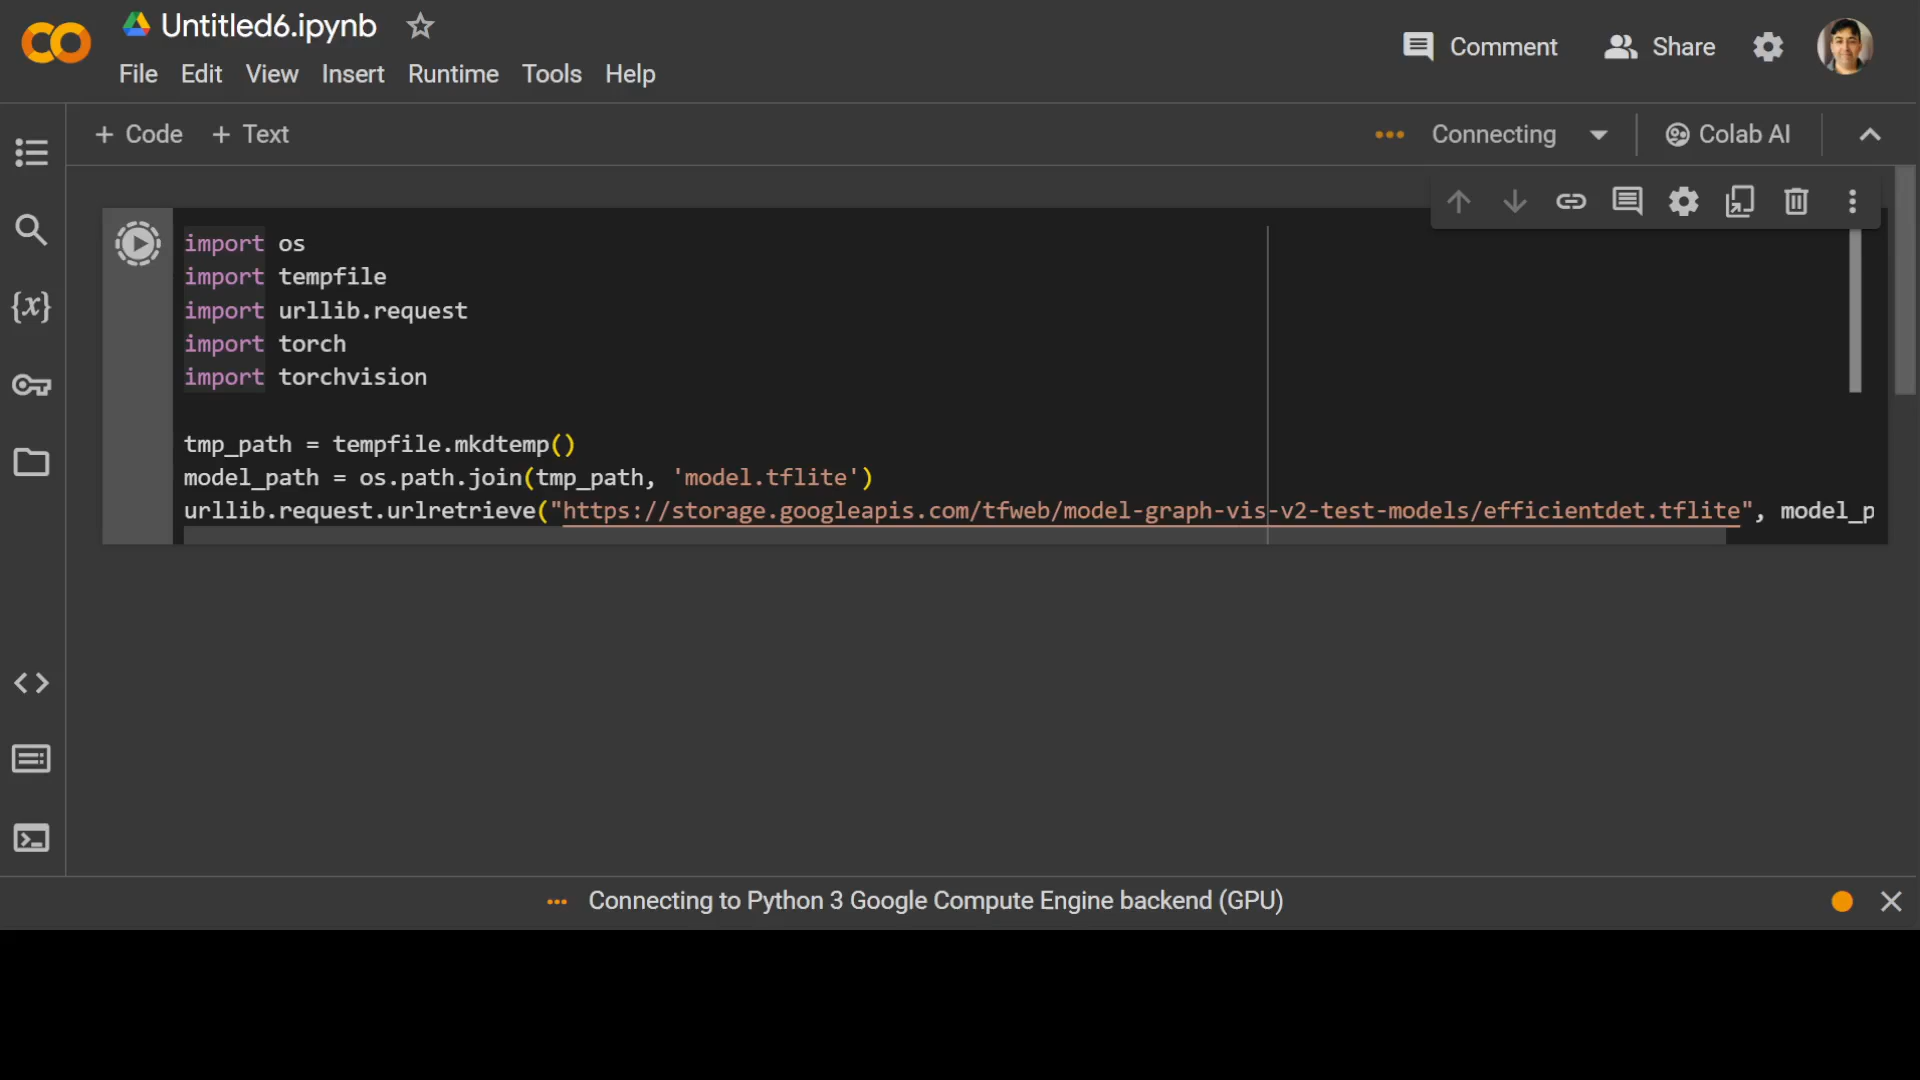 Untitled6.ipynb
File Edit View Insert Runtime Tools Help
Comment
Share
+ Code + Text
Connecting
Colab AI
import os
import tempfile
import urllib.request
import torch
import torchvision
tmp_path = tempfile.mkdtemp()
model_path = os.path.join(tmp_path, 'model.tflite')
urllib.request.urlretrieve("https://storage.googleapis.com/tfweb/model-graph-vis-v2-test-models/efficientdet.tflite", model_p
{x}
Connecting to Python 3 Google Compute Engine backend (GPU)